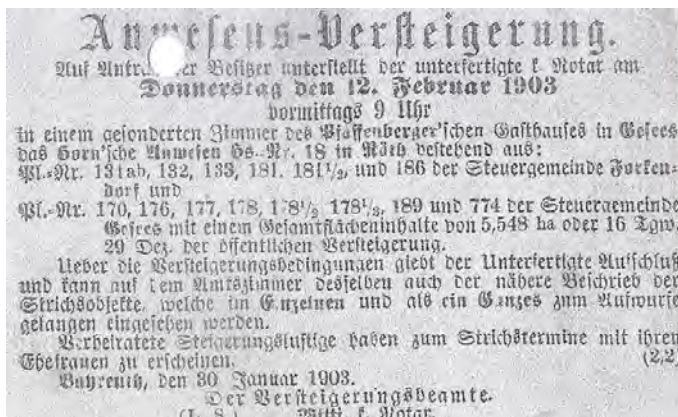 Anwesens-Versteigerung.
Auf Antrag der Besitzer unterstellt der unterfertigte k. Notar am
Donnerstag den 12. Februar 1903
vormittags 9 Uhr
in einem gesonderten Zimmer des Pfaffenberger'schen Gasthauses in Gesees
das Horn'sche Anwesen Hs.-Nr. 18 in Röth bestehend aus:
Pl.-Nr. 131ab, 132, 133, 181, 181½, und 186 der Steuergemeinde Forken-
dorf und
Pl.-Nr. 170, 176, 177, 178, 178½, 178⅓, 189 und 774 der Steuergemeinde
Gesees mit einem Gesamtflächeninhalte von 5,548 ha oder 16 Tgw.
29 Dez. der öffentlichen Versteigerung.
Ueber die Versteigerungsbedingungen giebt der Unterfertigte Aufschluß
und kann auf dem Amtszimmer desselben auch der nähere Beschrieb der
Strichsobjekte, welche im Einzelnen und als ein Ganzes zum Aufwurfe
gelangen eingesehen werden.
Verheiratete Steigerungslustige haben zum Strichstermine mit ihren
Ehefrauen zu erscheinen. (2,2)
Bayreuth, den 30 Januar 1903.
Der Versteigerungsbeamte.
(L. S.) k. Notar.